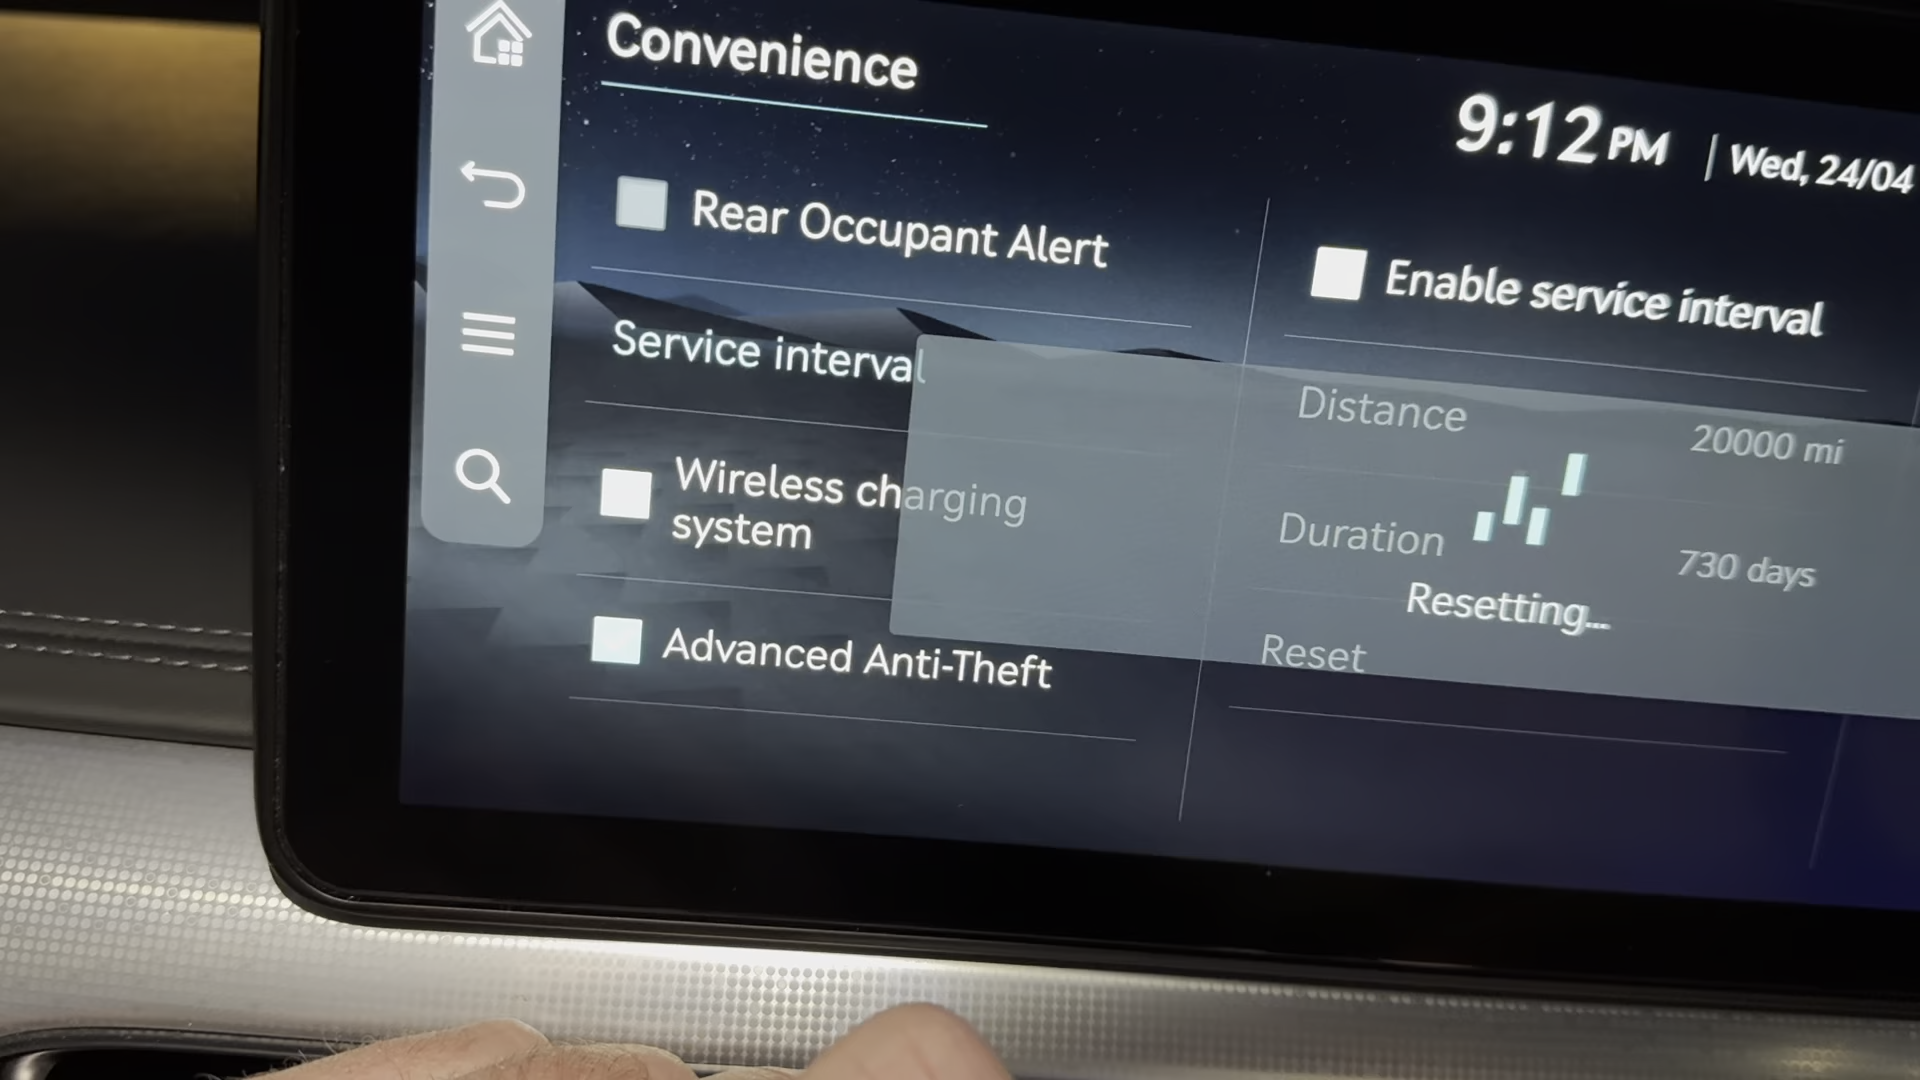 Convenience
9:12 PM | Wed, 24/04
Rear Occupant Alert
Service interval
Wireless charging
system
Advanced Anti-Theft
Enable service interval
Distance
20000 mi
Duration
730 days
Resetting...
Reset